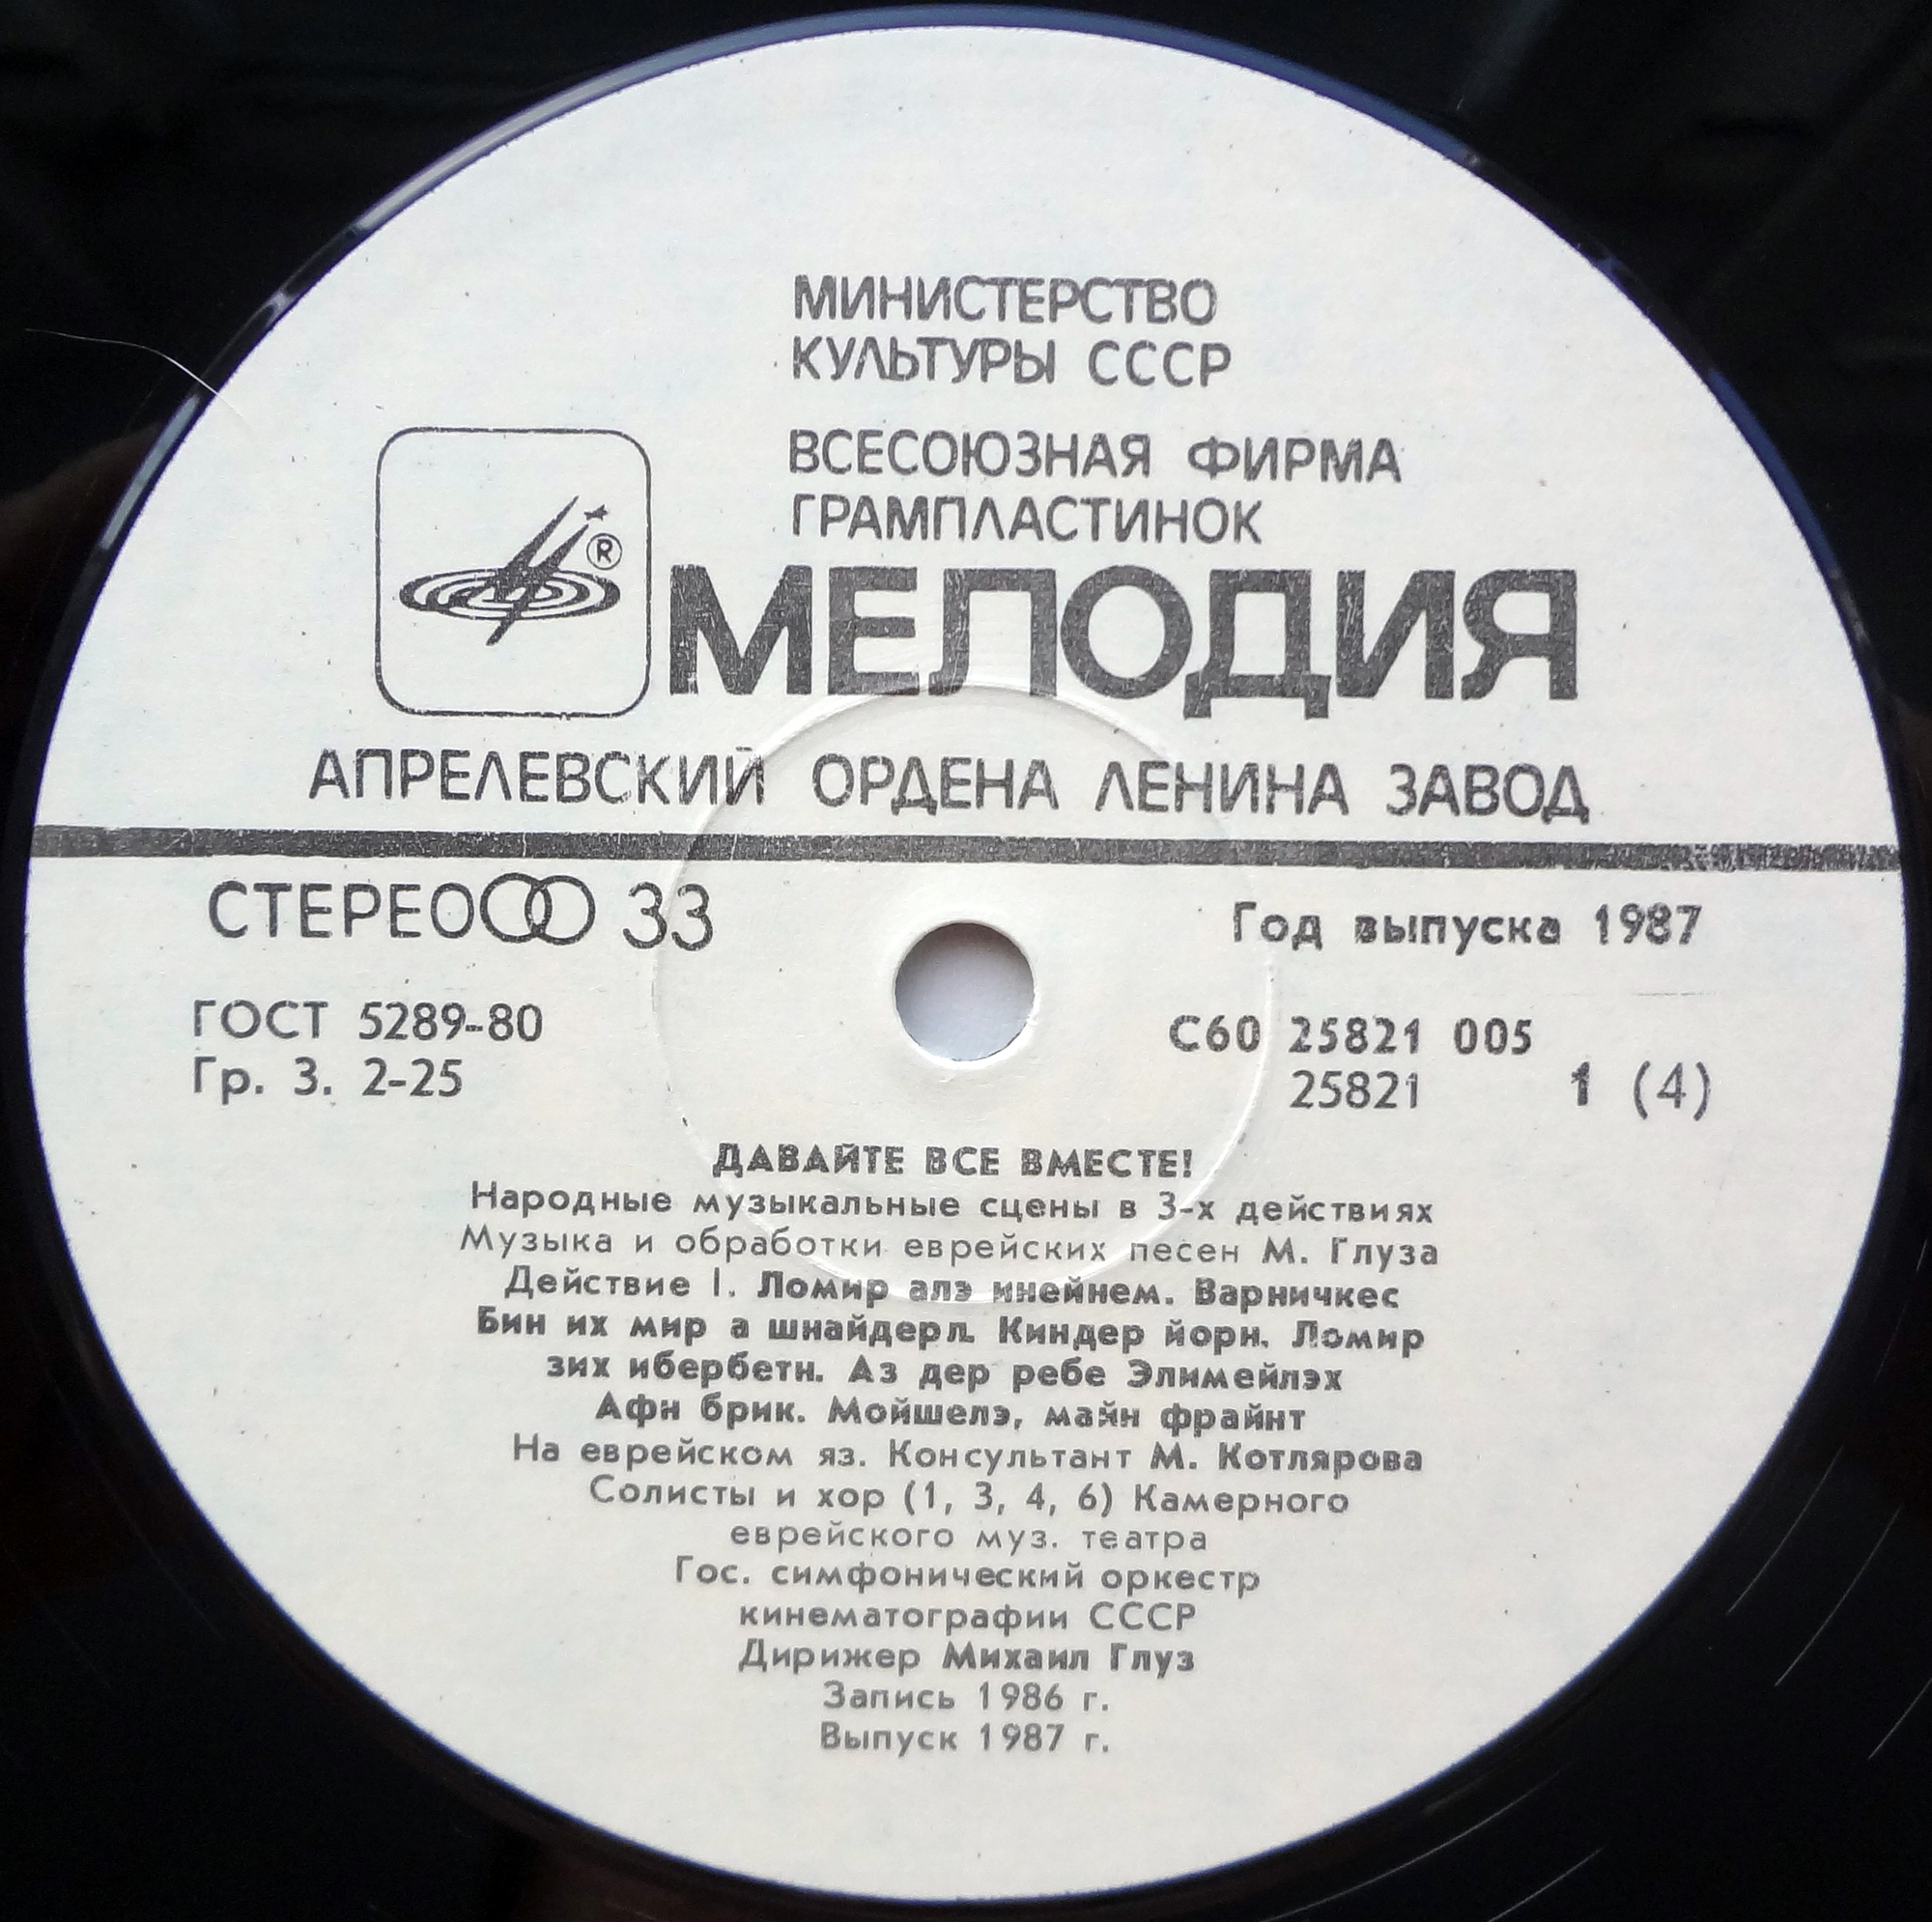 МИНИСТЕРСТВО
КУЛЬТУРЫ СССР
ВСЕСОЮЗНАЯ ФИРМА
ГРАМПЛАСТИНОК
®
МЕЛОДИЯ
АПРЕЛЕВСКИЙ ОРДЕНА ЛЕНИНА ЗАВОД
СТЕРЕО 33
Год выпуска 1987
ГОСТ 5289-80
Гр. 3. 2-25
С60 25821 005
25821 1 (4)
ДАВАЙТЕ ВСЕ ВМЕСТЕ!
Народные музыкальные сцены в 3-х действиях
Музыка и обработки еврейских песен М. Глуза
Действие I. Ломир алэ инейнем. Варничкес
Бин их мир а шнайдерл. Киндер йорн. Ломир
зих ибербетн. Аз дер ребе Элимейлэх
Афн брик. Мойшелэ, майн фрайнт
На еврейском яз. Консультант М. Котлярова
Солисты и хор (1, 3, 4, 6) Камерного
еврейского муз. театра
Гос. симфонический оркестр
кинематографии СССР
Дирижер Михаил Глуз
Запись 1986 г.
Выпуск 1987 г.